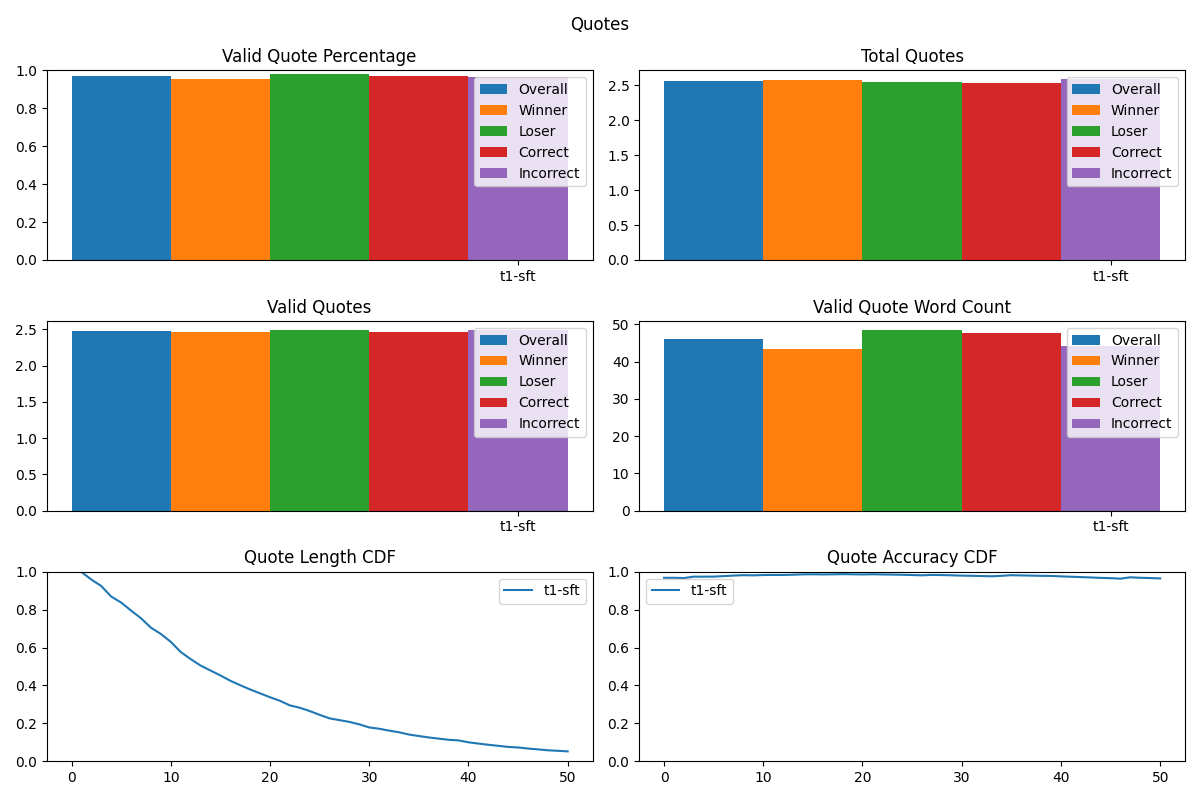 Quotes
Valid Quote Percentage
1.0
0.8
0.6
0.4
0.2
0.0
Overall
Winner
Loser
Correct
Incorrect
t1-sft
Total Quotes
2.5
2.0
1.5
1.0
0.5
0.0
Overall
Winner
Loser
Correct
Incorrect
t1-sft
Valid Quotes
2.5
2.0
1.5
1.0
0.5
0.0
Overall
Winner
Loser
Correct
Incorrect
t1-sft
Valid Quote Word Count
50
40
30
20
10
0
Overall
Winner
Loser
Correct
Incorrect
t1-sft
Quote Length CDF
1.0
0.8
0.6
0.4
0.2
0.0
t1-sft
0 10 20 30 40 50
Quote Accuracy CDF
1.0
0.8
0.6
0.4
0.2
0.0
t1-sft
0 10 20 30 40 50